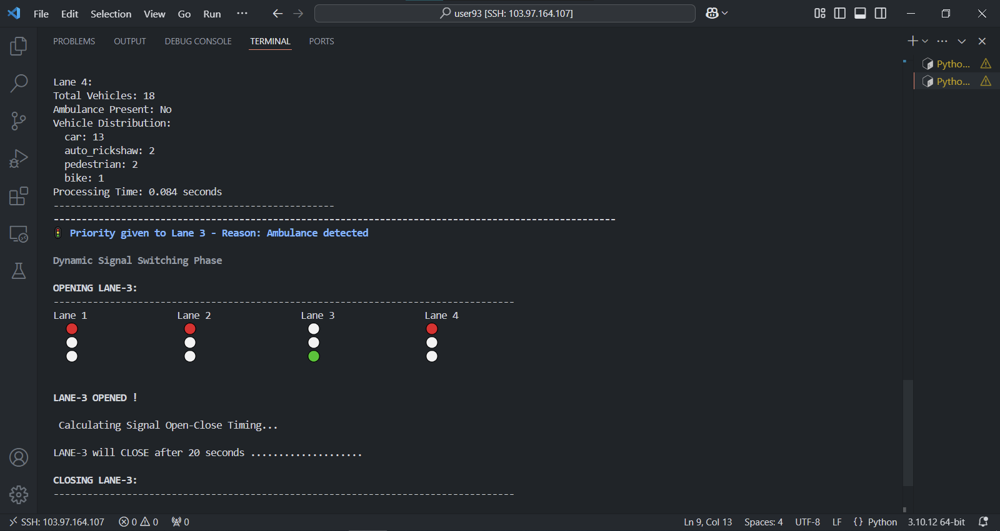 File Edit Selection View Go Run ··· user93 [SSH: 103.97.164.107]
PROBLEMS OUTPUT DEBUG CONSOLE TERMINAL PORTS
Pytho...
Pytho...
Lane 4:
Total Vehicles: 18
Ambulance Present: No
Vehicle Distribution:
car: 13
auto_rickshaw: 2
pedestrian: 2
bike: 1
Processing Time: 0.084 seconds
--------------------------------------------------
----------------------------------------------------------------------------------------------------
🚦 Priority given to Lane 3 - Reason: Ambulance detected
Dynamic Signal Switching Phase
OPENING LANE-3:
----------------------------------------------------------------------------------
Lane 1 Lane 2 Lane 3 Lane 4
LANE-3 OPENED !
Calculating Signal Open-Close Timing...
LANE-3 will CLOSE after 20 seconds ....................
CLOSING LANE-3:
----------------------------------------------------------------------------------
SSH: 103.97.164.107 0 0 0 Ln 9, Col 13 Spaces: 4 UTF-8 LF {} Python 3.10.12 64-bit